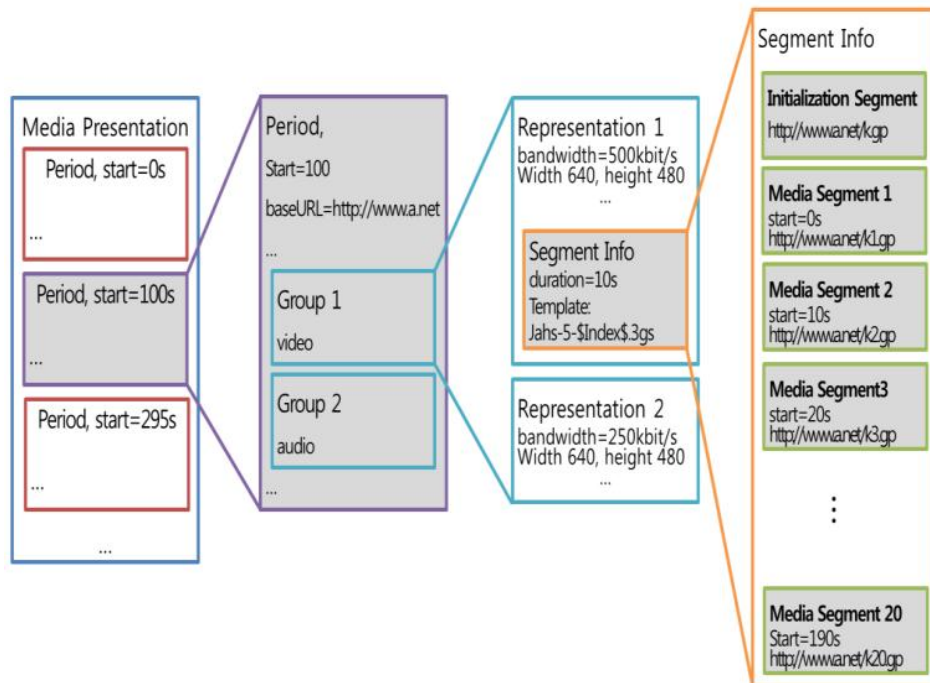 Media Presentation
Period, start=0s
...
Period, start=100s
...
Period, start=295s
...
...
Period,
Start=100
baseURL=http://www.a.net
...
Group 1
video
Group 2
audio
...
Representation 1
bandwidth=500kbit/s
Width 640, height 480
...
Segment Info
duration=10s
Template:
Jahs-5-$Index$.3gs
Representation 2
bandwidth=250kbit/s
Width 640, height 480
...
Segment Info
Initialization Segment
http://www.a.net/k.gp
Media Segment 1
start=0s
http://www.a.net/k1.gp
Media Segment 2
start=10s
http://www.a.net/k2.gp
Media Segment3
start=20s
http://www.a.net/k3.gp
⋮
Media Segment 20
Start=190s
http://www.a.net/k20.gp